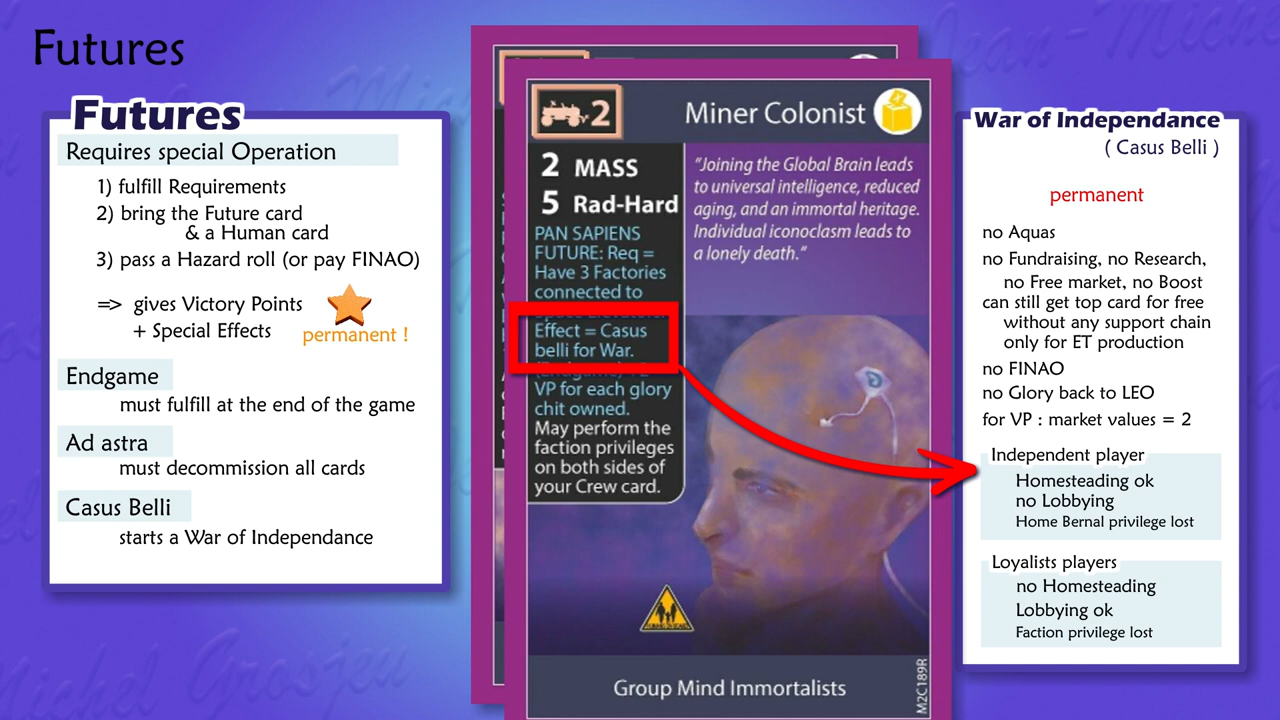 Futures
Futures
Requires special Operation
1) fulfill Requirements
2) bring the Future card
& a Human card
3) pass a Hazard roll (or pay FINAO)
=> gives Victory Points
+ Special Effects
permanent !
Endgame
must fulfill at the end of the game
Ad astra
must decommission all cards
Casus Belli
starts a War of Independance
2
Miner Colonist
2 MASS
5 Rad-Hard
PAN SAPIENS
FUTURE: Req =
Have 3 Factories
connected to
Space Elevators.
Effect = Casus
belli for War.
VP for each glory
chit owned.
May perform the
faction privileges
on both sides of
your Crew card.
"Joining the Global Brain leads
to universal intelligence, reduced
aging, and an immortal heritage.
Individual iconoclasm leads to
a lonely death."
Group Mind Immortalists
M2C189R
War of Independance
( Casus Belli )
permanent
no Aquas
no Fundraising, no Research,
no Free market, no Boost
can still get top card for free
without any support chain
only for ET production
no FINAO
no Glory back to LEO
for VP : market values = 2
Independent player
Homesteading ok
no Lobbying
Home Bernal privilege lost
Loyalists players
no Homesteading
Lobbying ok
Faction privilege lost